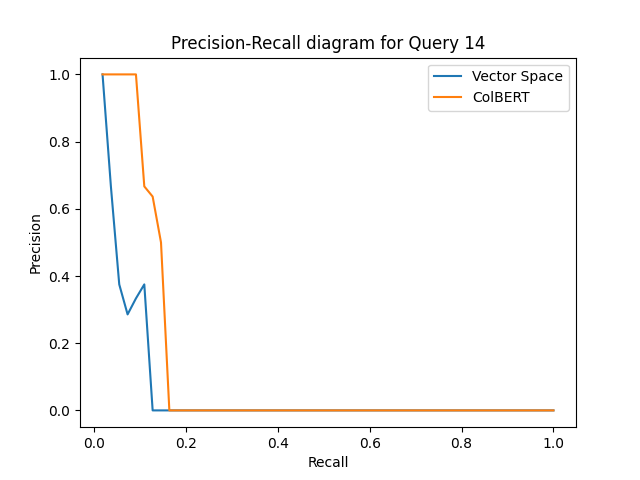 Precision-Recall diagram for Query 14
Vector Space
ColBERT
Precision
1.0
0.8
0.6
0.4
0.2
0.0
0.0 0.2 0.4 0.6 0.8 1.0
Recall